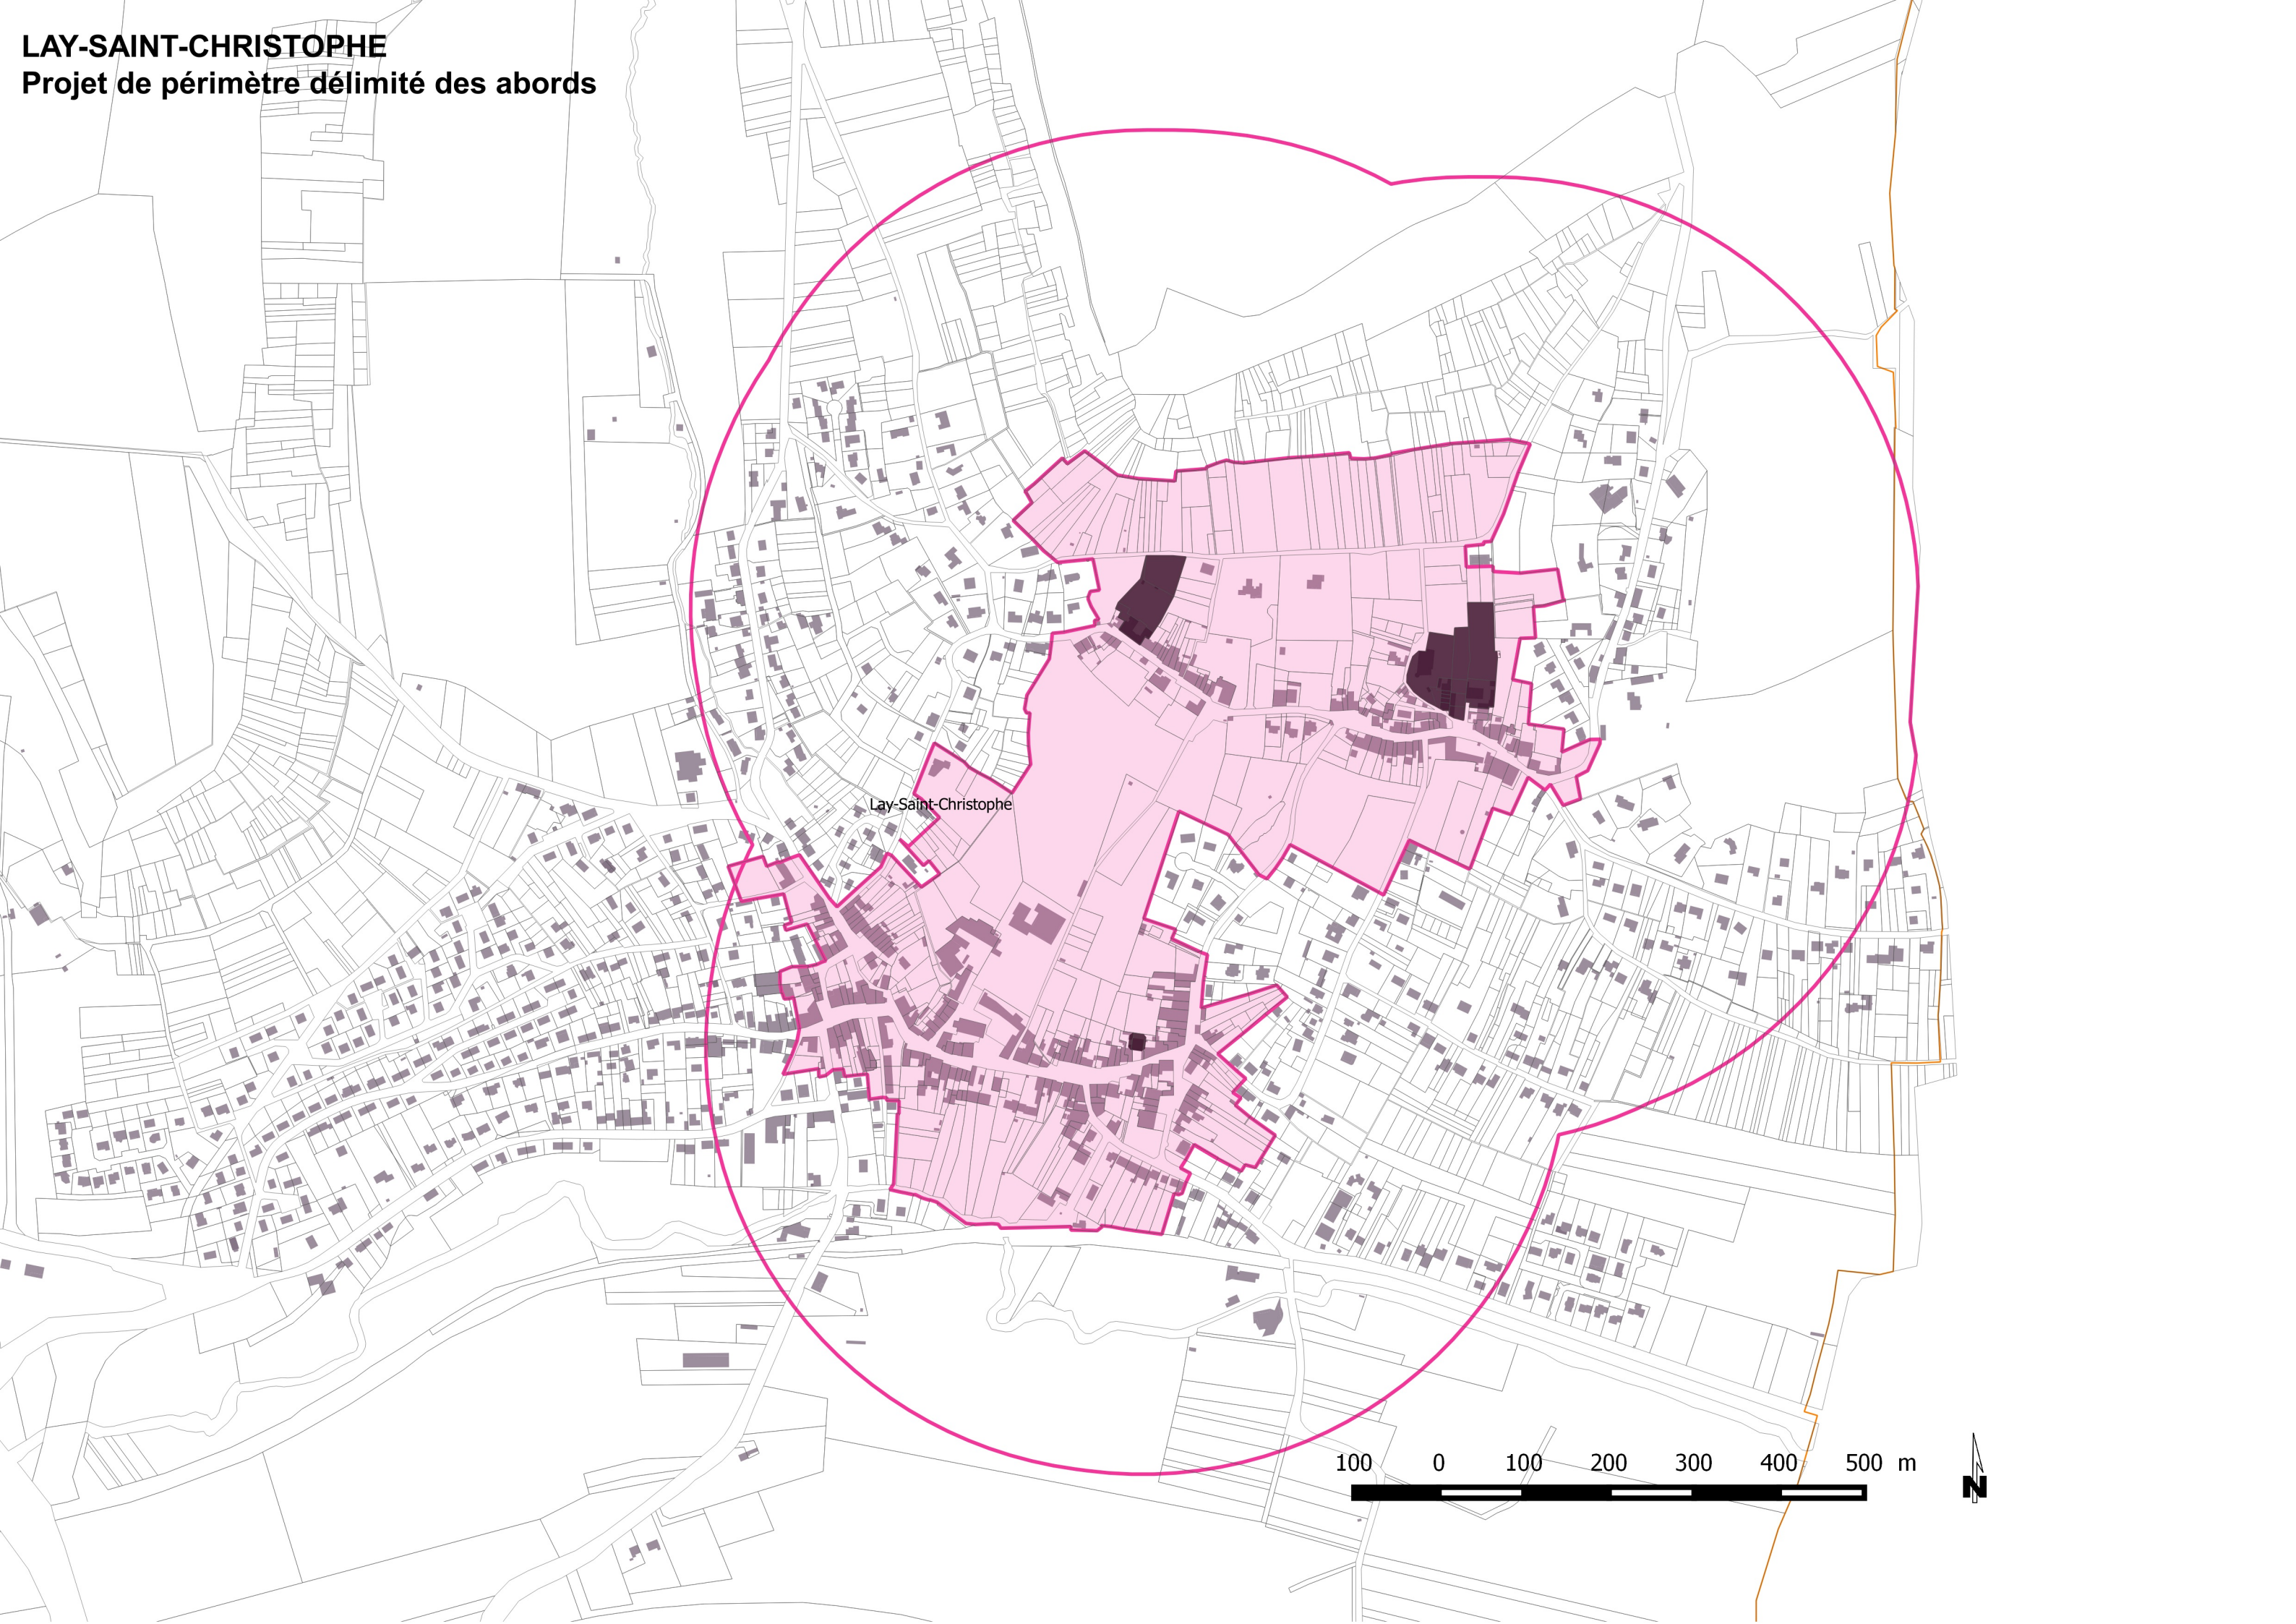 LAY-SAINT-CHRISTOPHE
Projet de périmètre délimité des abords
Lay-Saint-Christophe
100 0 100 200 300 400 500 m
N